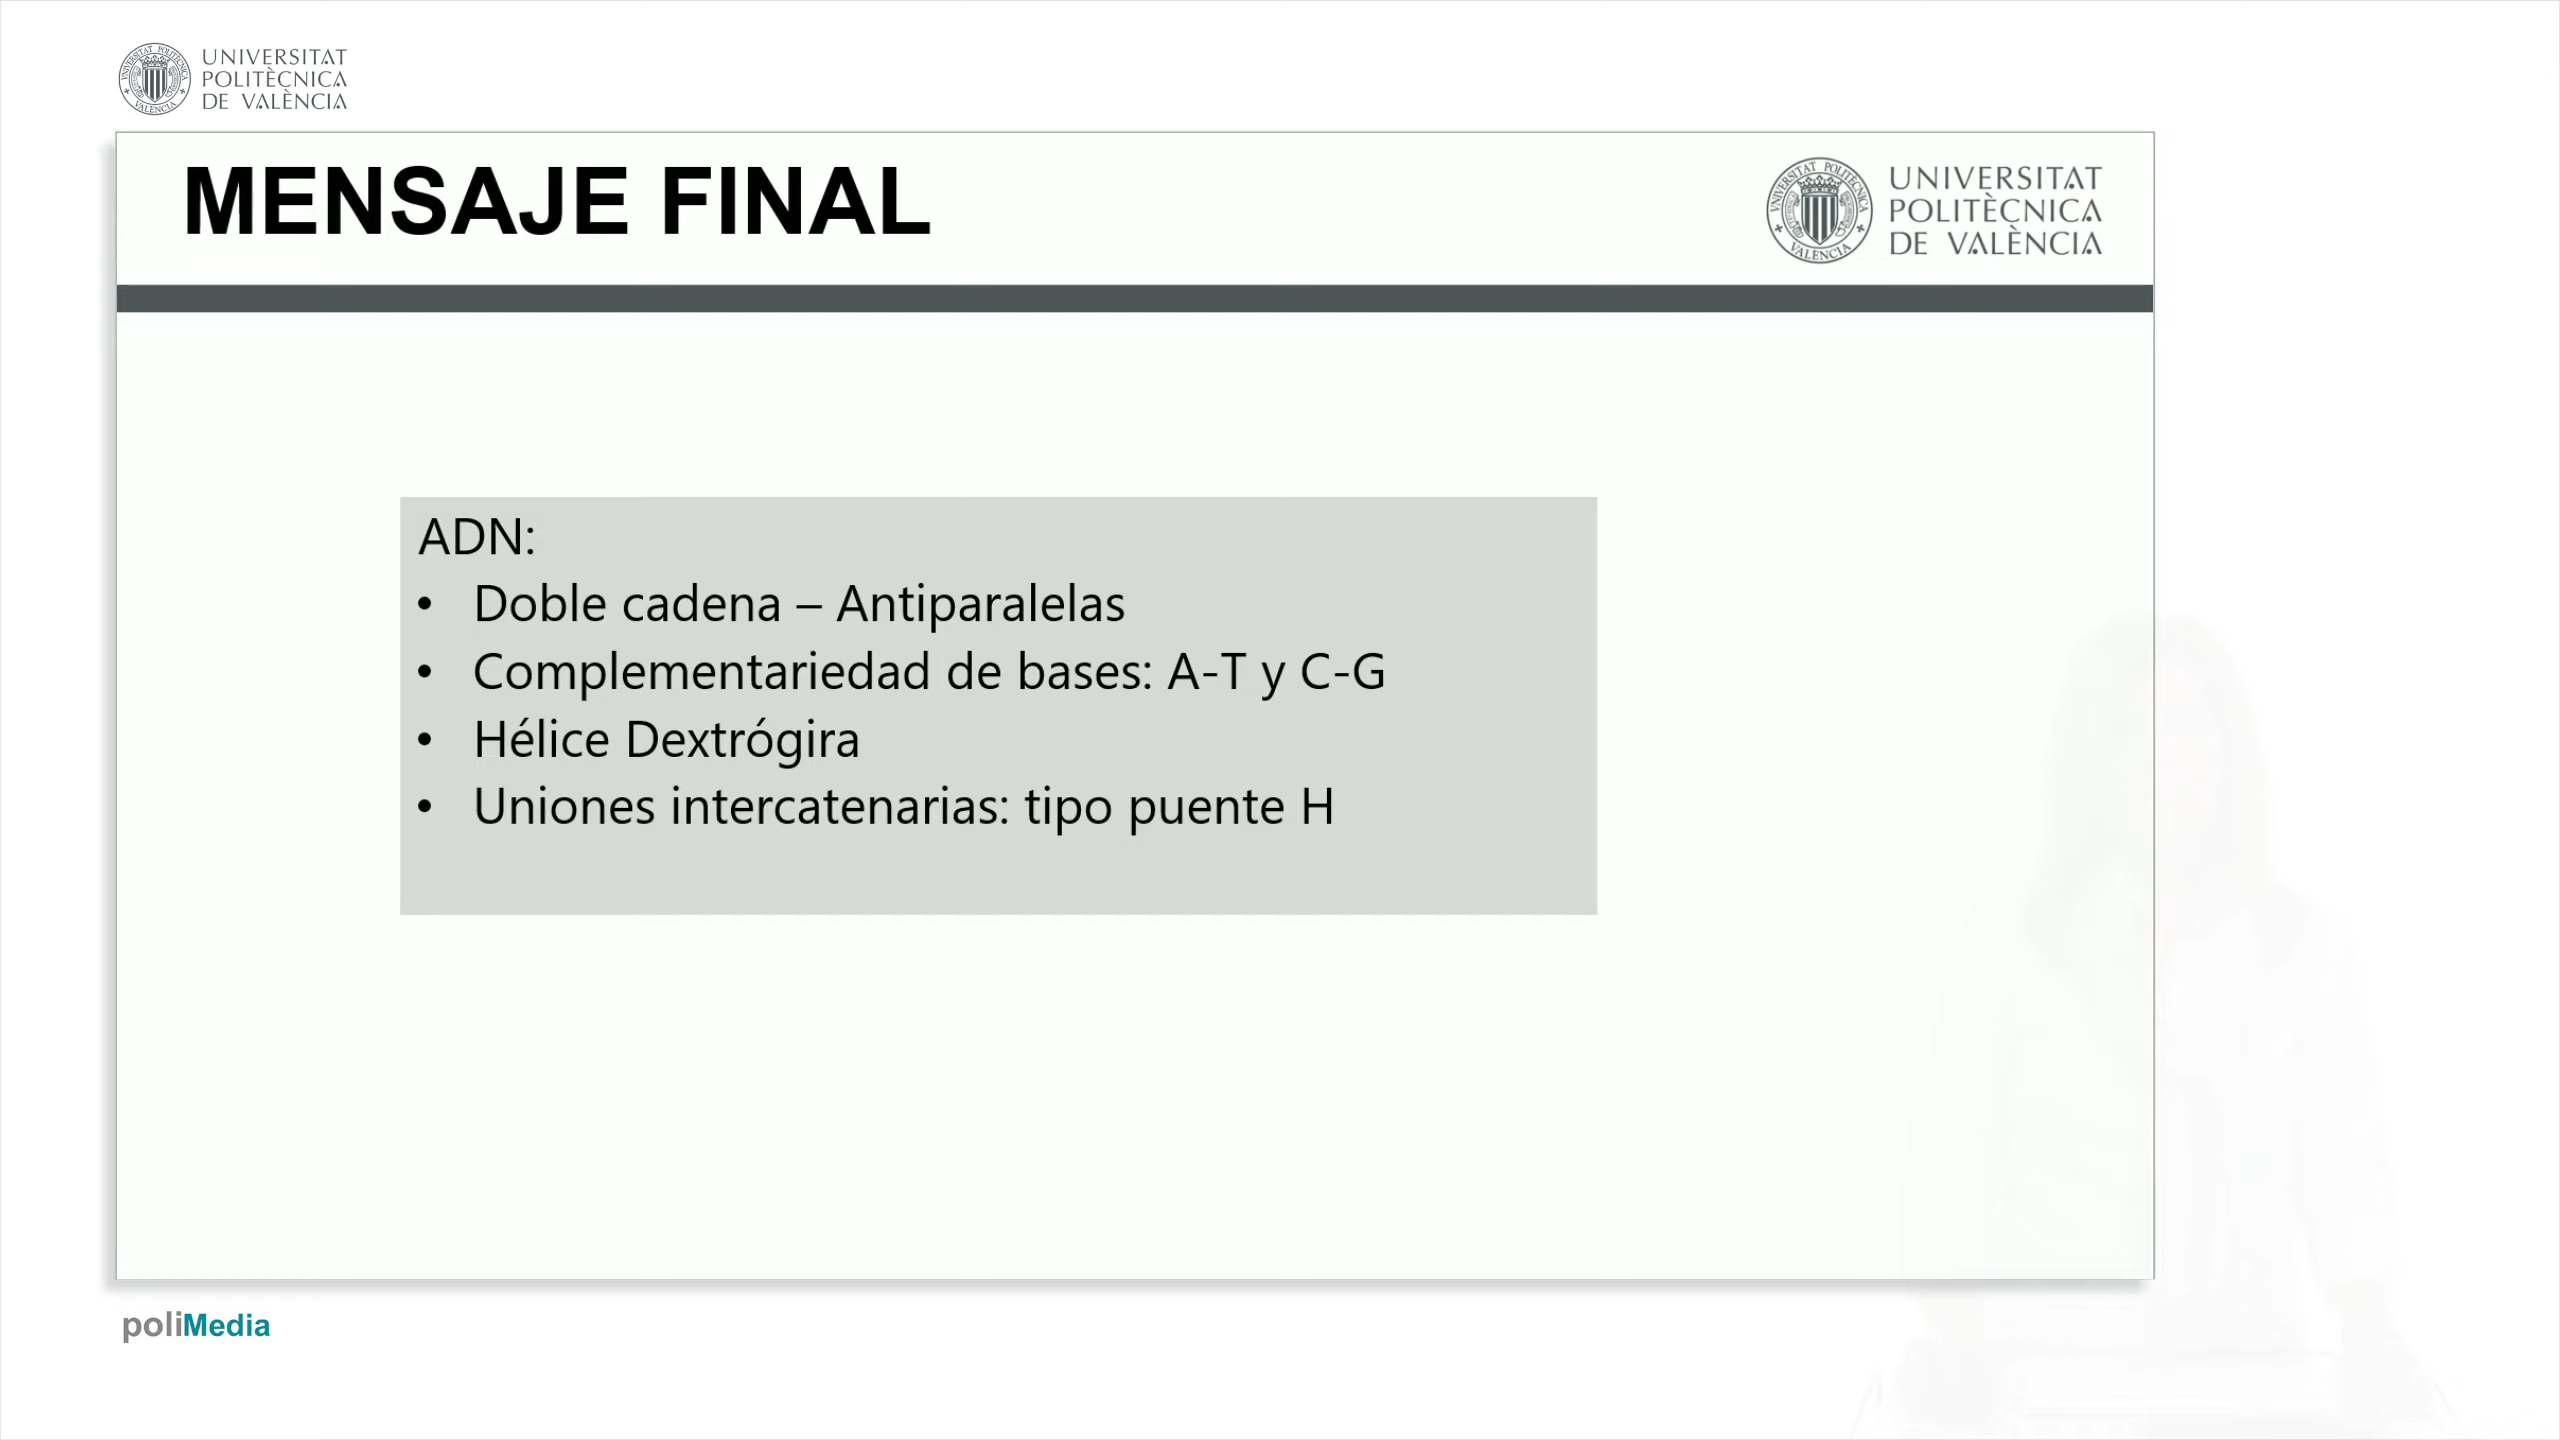 UNIVERSITAT
POLITÈCNICA
DE VALÈNCIA
MENSAJE FINAL
UNIVERSITAT
POLITÈCNICA
DE VALÈNCIA
ADN:
• Doble cadena – Antiparalelas
• Complementariedad de bases: A-T y C-G
• Hélice Dextrógira
• Uniones intercatenarias: tipo puente H
poliMedia